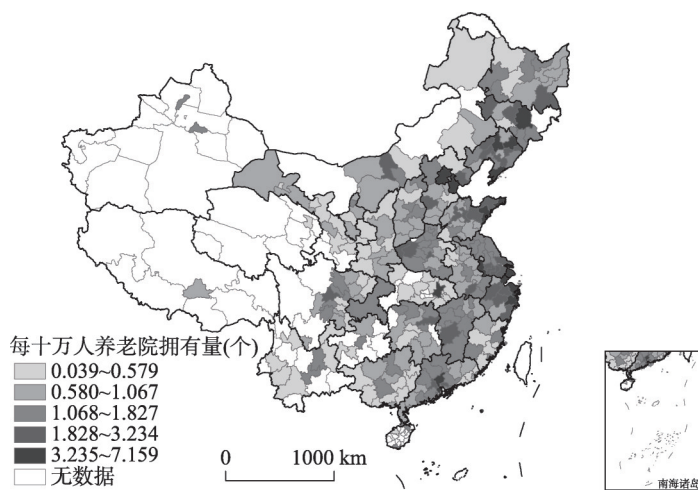 每十万人养老院拥有量(个)
0.039~0.579
0.580~1.067
1.068~1.827
1.828~3.234
3.235~7.159
无数据
0 1000 km
南海诸岛